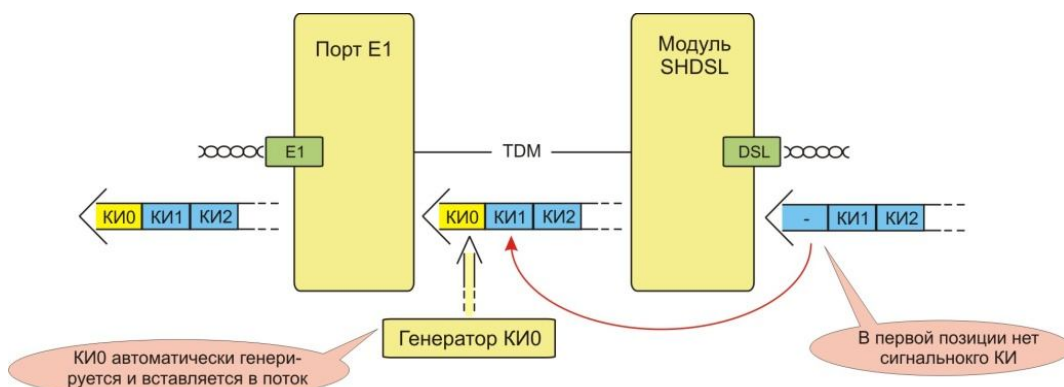 Порт Е1
Модуль
SHDSL
E1
TDM
DSL
КИ0 КИ1 КИ2
КИ0 КИ1 КИ2
- КИ1 КИ2
Генератор КИ0
КИ0 автоматически генери-
руется и вставляется в поток
В первой позиции нет
сигнальнокго КИ